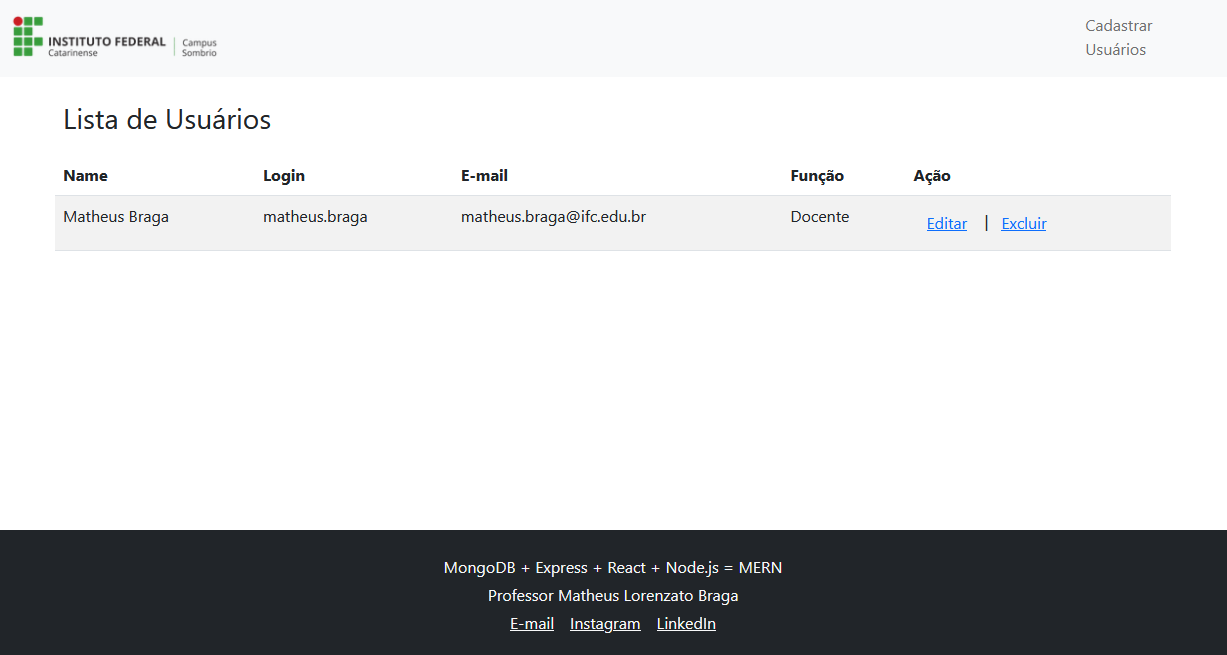 INSTITUTO FEDERAL
Catarinense
Campus
Sombrio
Cadastrar
Usuários
Lista de Usuários
Name Login E-mail Função Ação
Matheus Braga matheus.braga matheus.braga@ifc.edu.br Docente Editar | Excluir
MongoDB + Express + React + Node.js = MERN
Professor Matheus Lorenzato Braga
E-mail Instagram LinkedIn